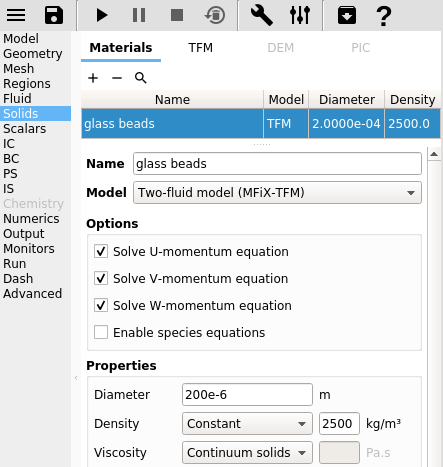 Model
Geometry
Mesh
Regions
Fluid
Solids
Scalars
IC
BC
PS
IS
Chemistry
Numerics
Output
Monitors
Run
Dash
Advanced
Materials TFM DEM PIC
Name Model Diameter Density
glass beads TFM 2.0000e-04 2500.0
Name glass beads
Model Two-fluid model (MFiX-TFM)
Options
Solve U-momentum equation
Solve V-momentum equation
Solve W-momentum equation
Enable species equations
Properties
Diameter 200e-6 m
Density Constant 2500 kg/m³
Viscosity Continuum solids Pa.s